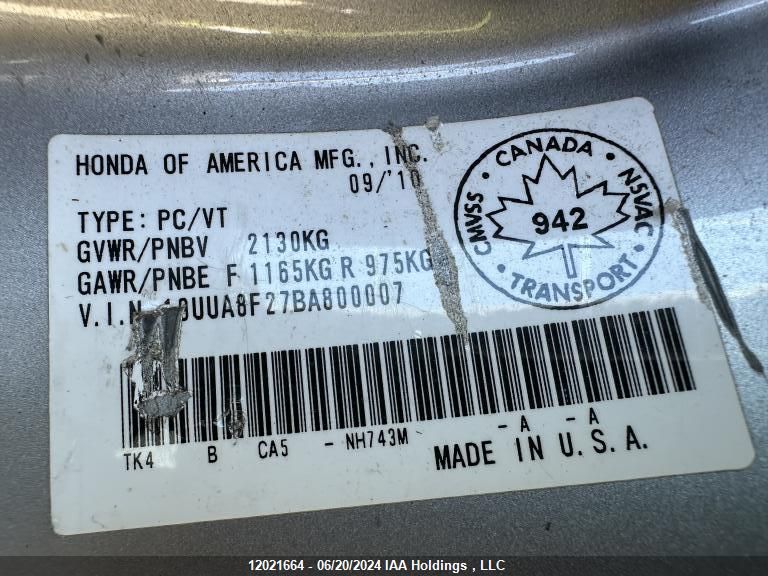 HONDA OF AMERICA MFG., INC.
09/'10
TYPE: PC/VT
GVWR/PNBV 2130KG
GAWR/PNBE F 1165KG R 975KG
V.I.N. 19UUA8F27BA800007
CMVSS • CANADA • NSVAC
942
• TRANSPORT •
TK4 B CA5 - NH743M - A - A
MADE IN U.S.A.
12021664 - 06/20/2024 IAA Holdings , LLC